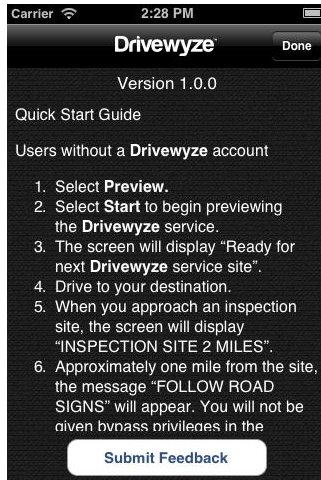 Carrier 2:28 PM
Drivewyze™ Done
Version 1.0.0
Quick Start Guide
Users without a Drivewyze account
1. Select Preview.
2. Select Start to begin previewing
the Drivewyze service.
3. The screen will display “Ready for
next Drivewyze service site”.
4. Drive to your destination.
5. When you approach an inspection
site, the screen will display
“INSPECTION SITE 2 MILES”.
6. Approximately one mile from the site,
the message “FOLLOW ROAD
SIGNS” will appear. You will not be
given bypass privileges in the
Submit Feedback